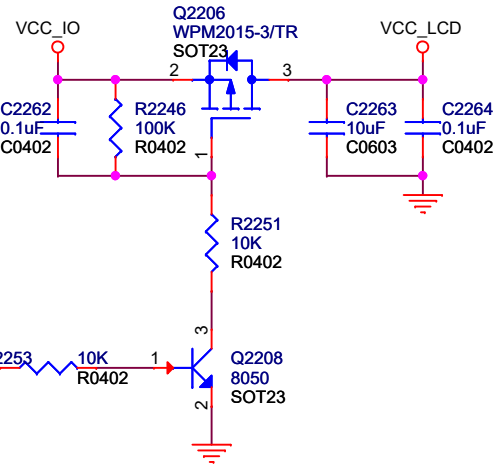 Q2206
VCC_IO
WPM2015-3/TR
VCC_LCD
SOT23
2
3
C2262
0.1uF
C0402
R2246
100K
R0402
C2263
10uF
C0603
C2264
0.1uF
C0402
1
R2251
10K
R0402
3
2253
10K
R0402
1
Q2208
8050
SOT23
2